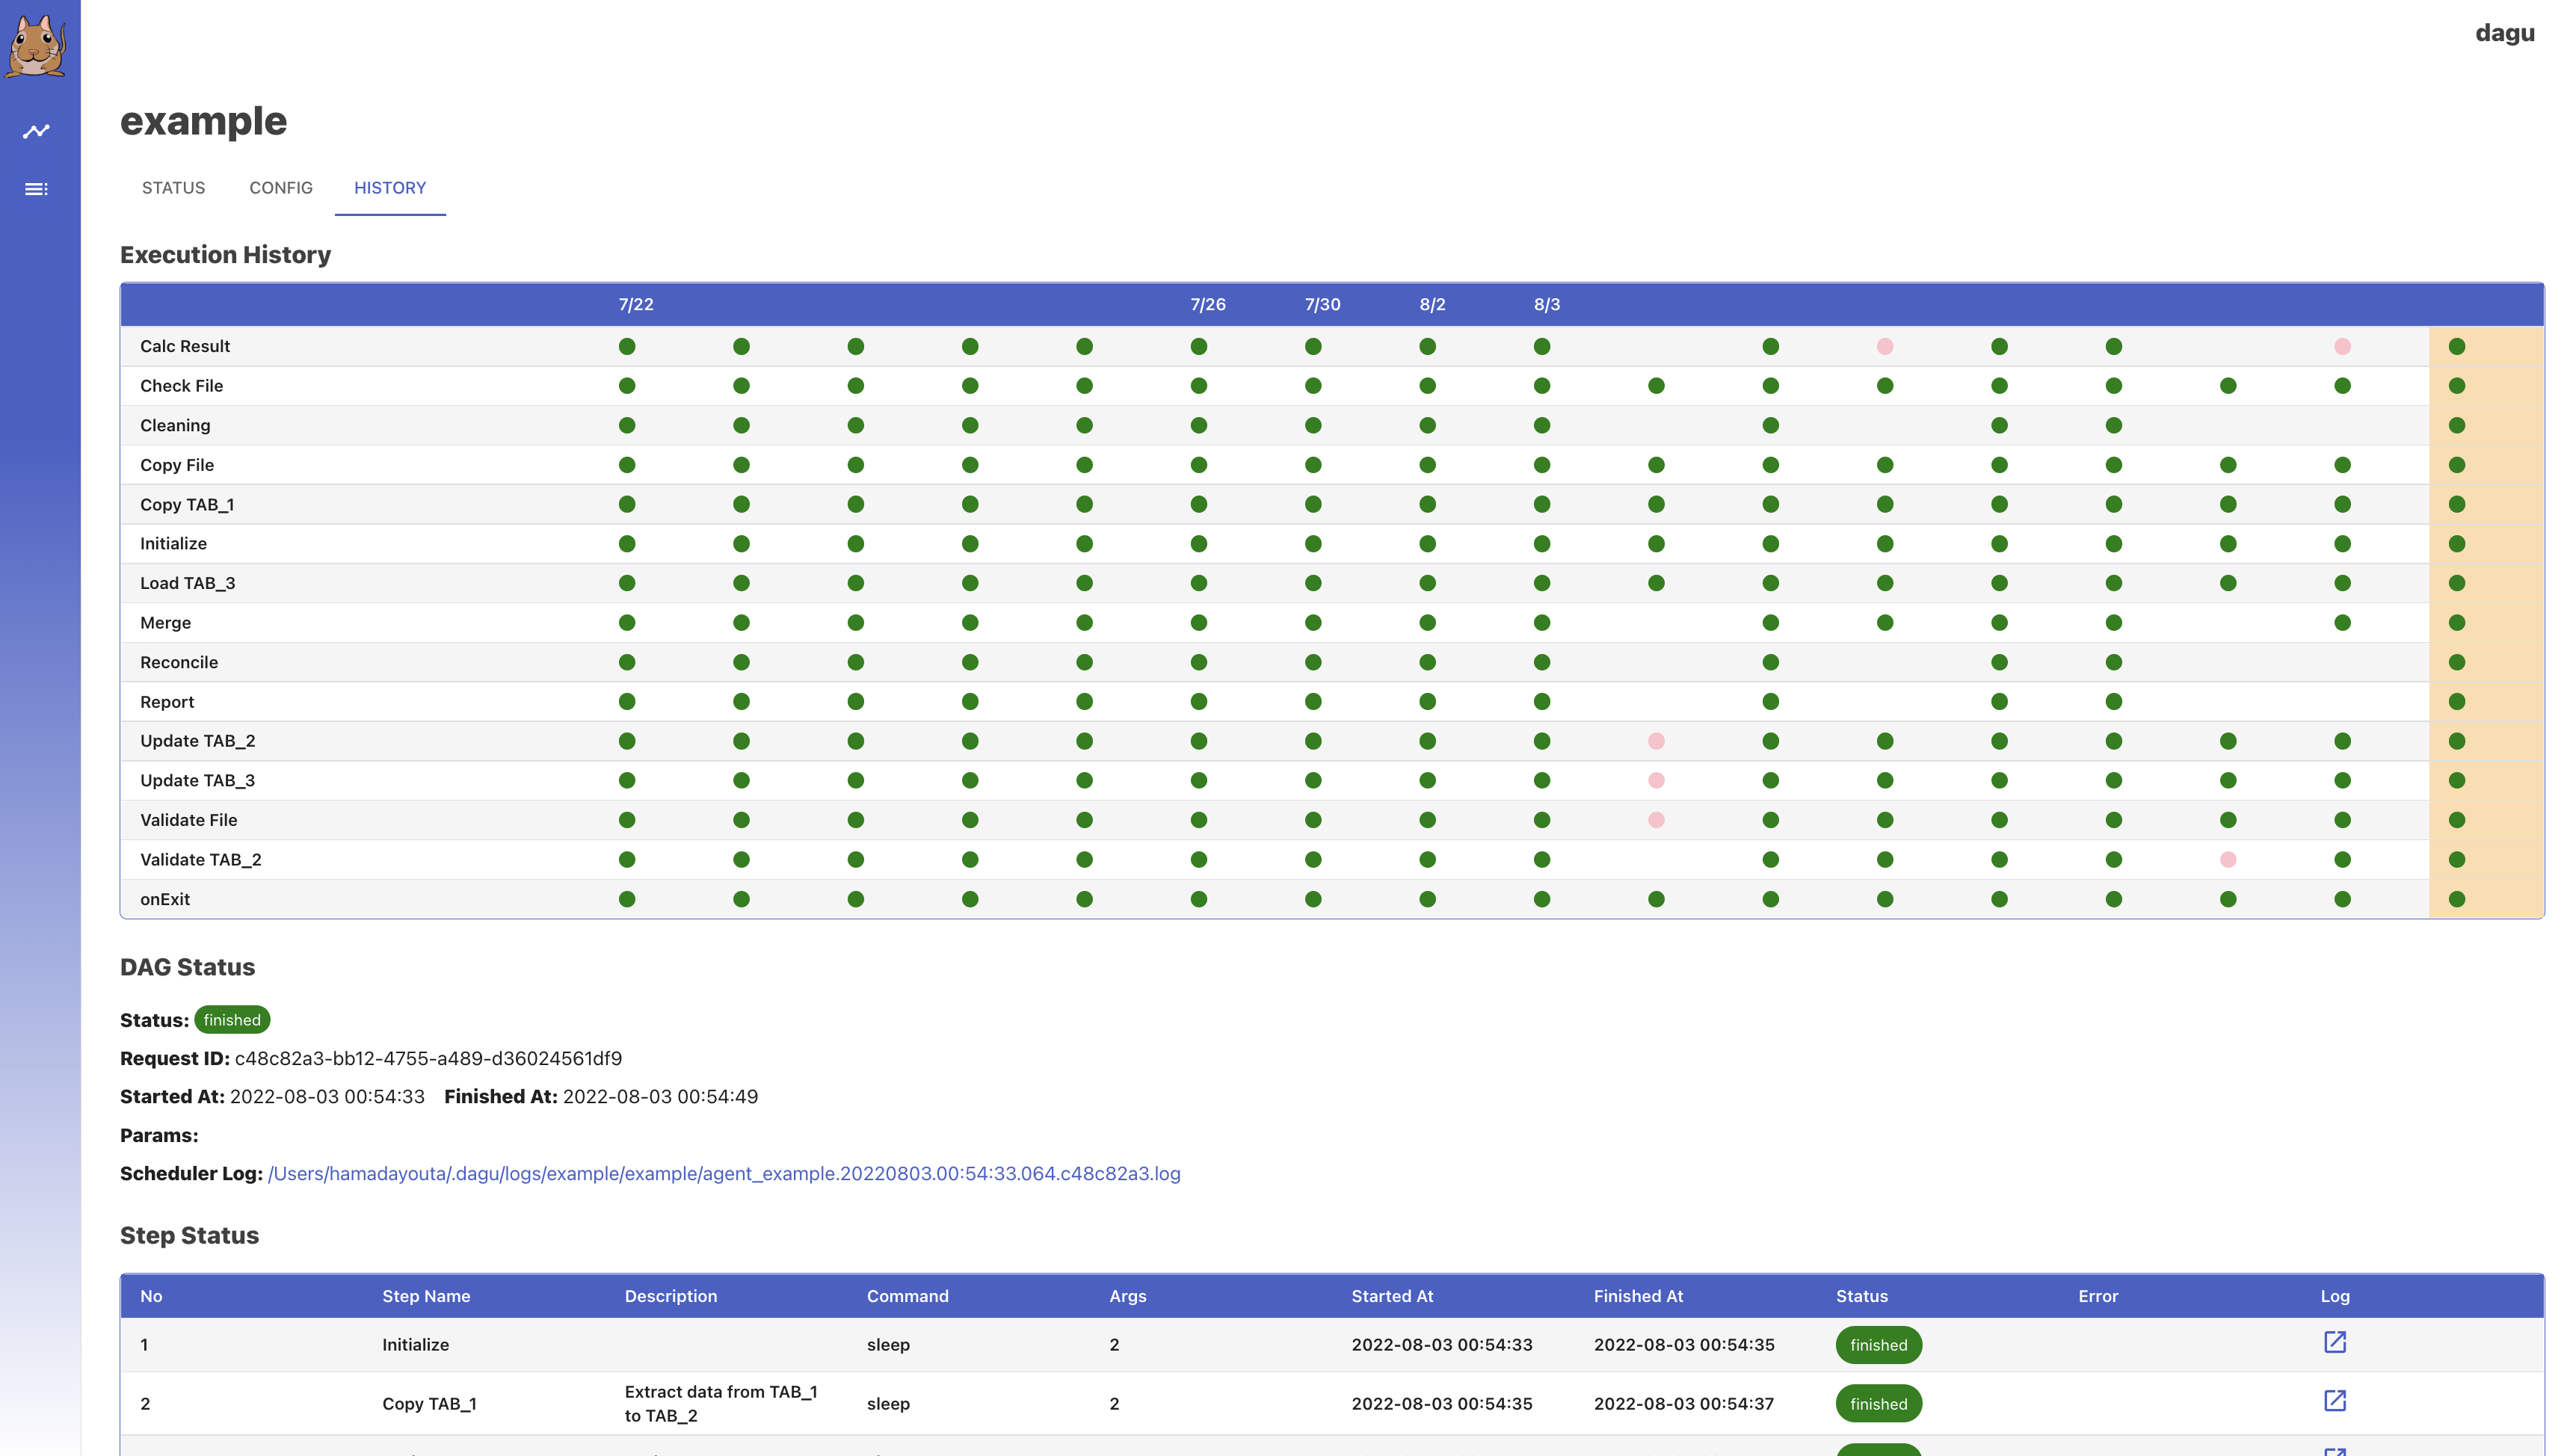 dagu
example
STATUS CONFIG HISTORY
Execution History
7/22 7/26 7/30 8/2 8/3
Calc Result
Check File
Cleaning
Copy File
Copy TAB_1
Initialize
Load TAB_3
Merge
Reconcile
Report
Update TAB_2
Update TAB_3
Validate File
Validate TAB_2
onExit
DAG Status
Status: finished
Request ID: c48c82a3-bb12-4755-a489-d36024561df9
Started At: 2022-08-03 00:54:33 Finished At: 2022-08-03 00:54:49
Params:
Scheduler Log: /Users/hamadayouta/.dagu/logs/example/example/agent_example.20220803.00:54:33.064.c48c82a3.log
Step Status
No Step Name Description Command Args Started At Finished At Status Error Log
1 Initialize sleep 2 2022-08-03 00:54:33 2022-08-03 00:54:35 finished
2 Copy TAB_1 Extract data from TAB_1 to TAB_2 sleep 2 2022-08-03 00:54:35 2022-08-03 00:54:37 finished